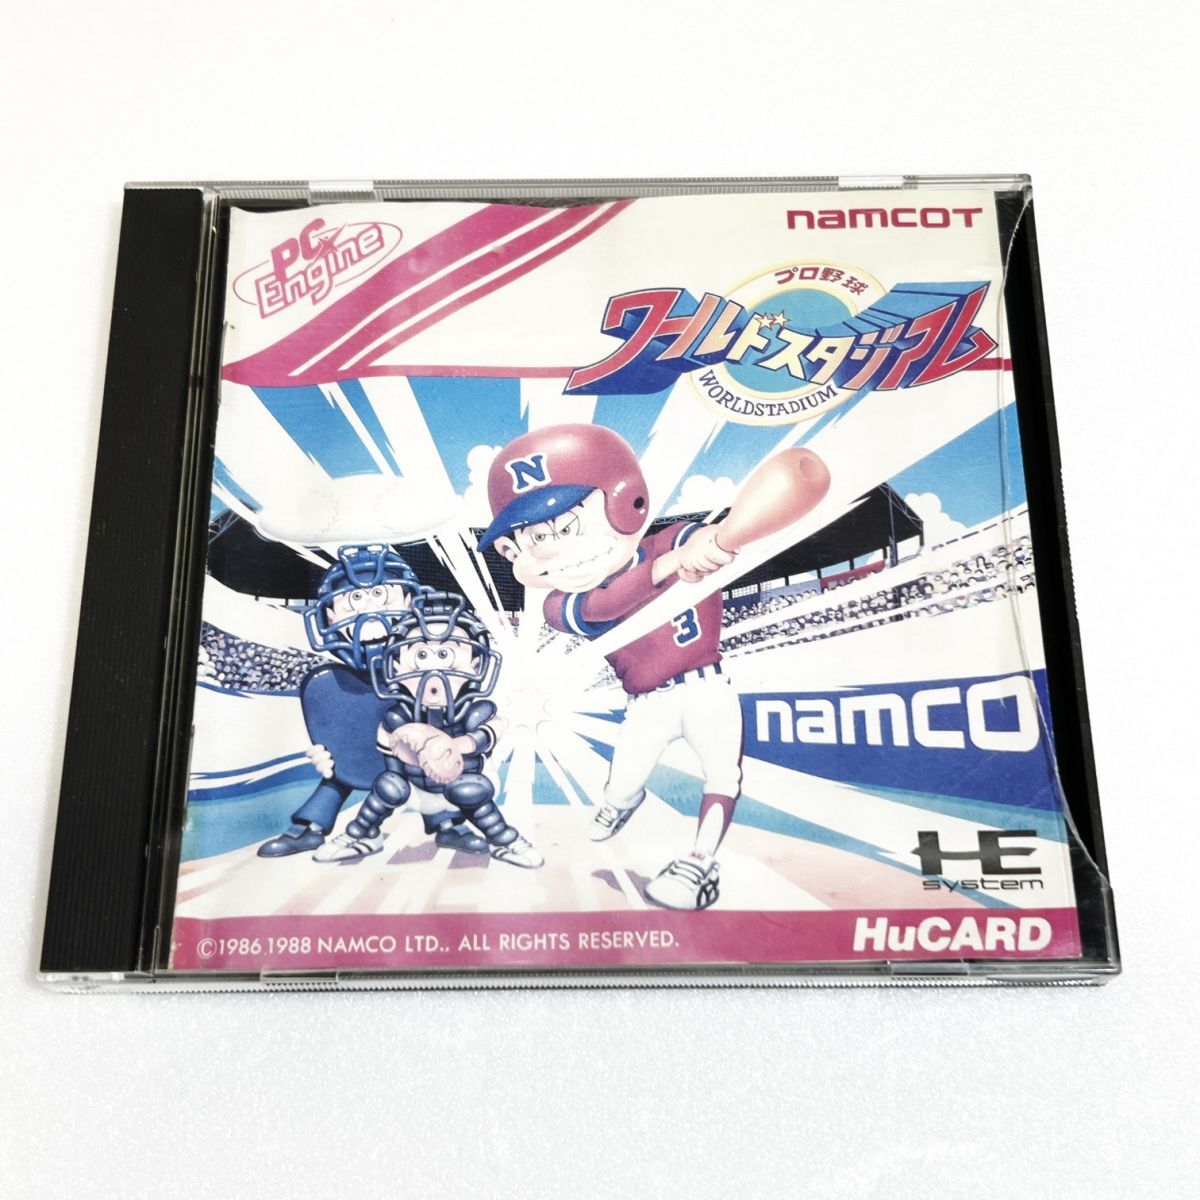 PC Engine
namcoT
プロ野球
ワールドスタジアム
WORLDSTADIUM
N
3
namco
HE
system
©1986,1988 NAMCO LTD.. ALL RIGHTS RESERVED.
HuCARD